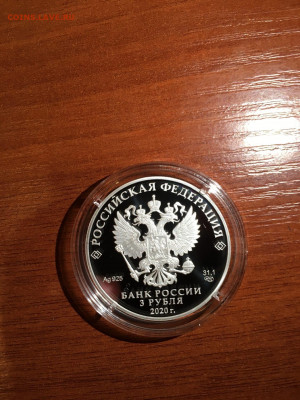 РОССИЙСКАЯ ФЕДЕРАЦИЯ
Ag 925
31,1
БАНК РОССИИ
3 РУБЛЯ
2020 г.